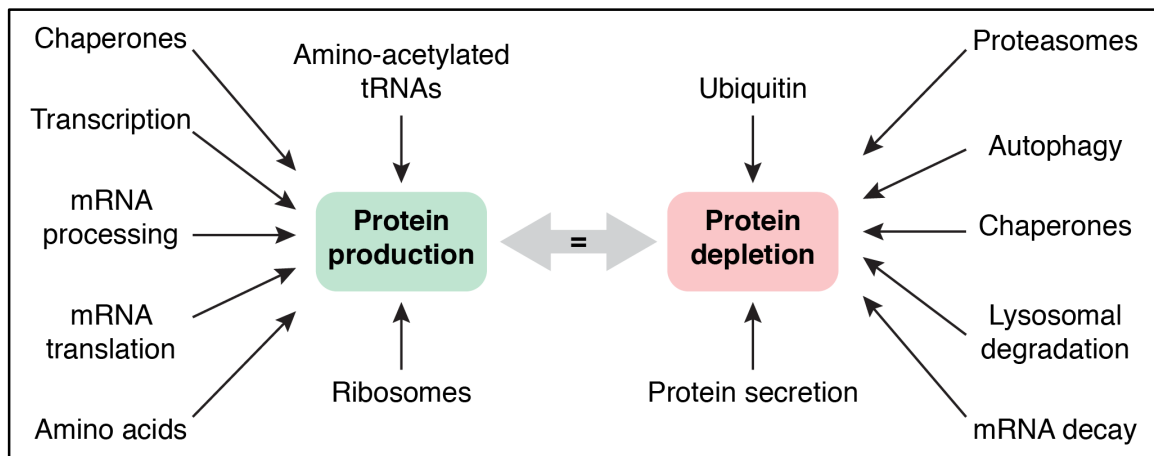 Chaperones
Transcription
mRNA
processing
mRNA
translation
Amino acids
Amino-acetylated
tRNAs
Protein
production
Ribosomes
=
Ubiquitin
Protein
depletion
Protein secretion
Proteasomes
Autophagy
Chaperones
Lysosomal
degradation
mRNA decay